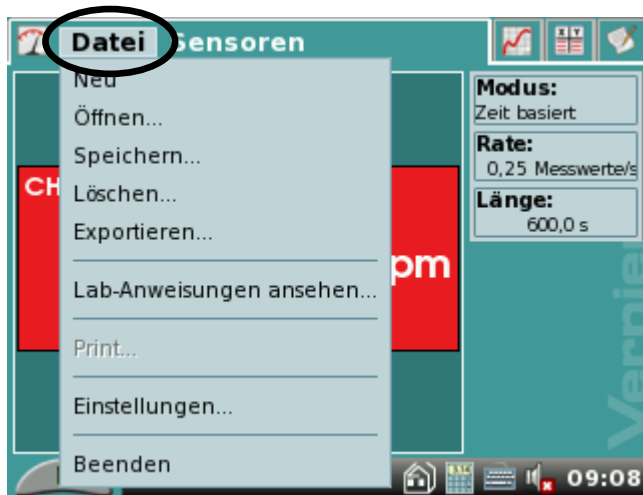 Datei Sensoren
Neu
Öffnen...
Speichern...
Löschen...
Exportieren...
Lab-Anweisungen ansehen...
Print...
Einstellungen...
Beenden
CH
pm
Modus:
Zeit basiert
Rate:
0,25 Messwerte/s
Länge:
600,0 s
Vernier
09:08